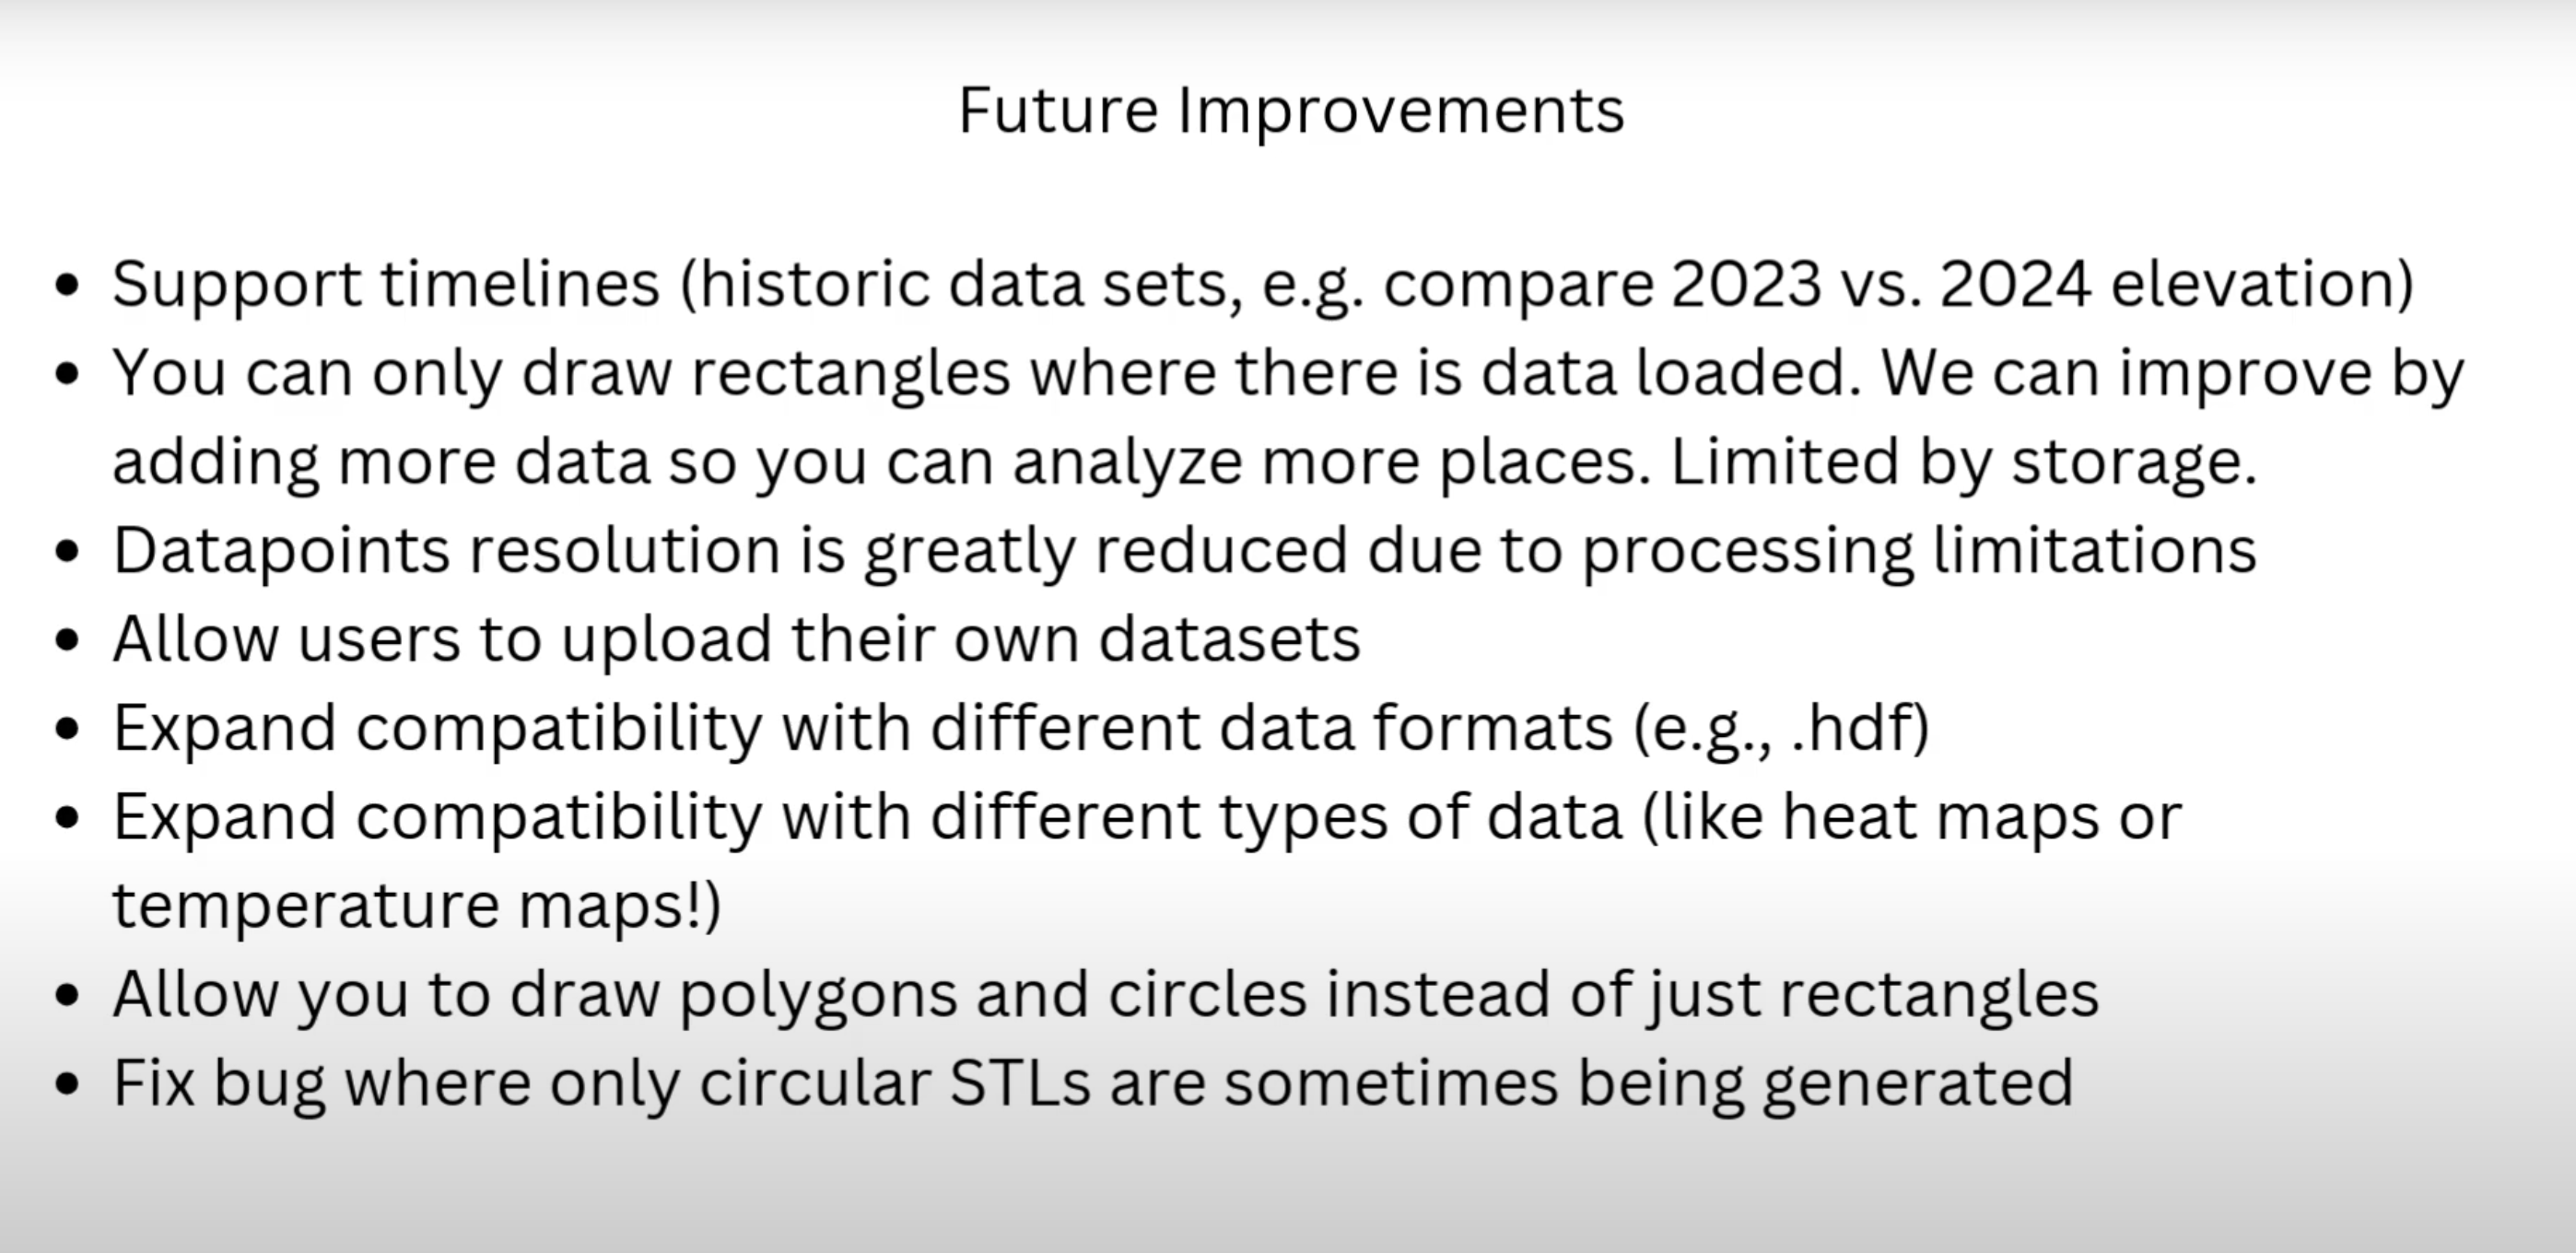 Future Improvements
• Support timelines (historic data sets, e.g. compare 2023 vs. 2024 elevation)
• You can only draw rectangles where there is data loaded. We can improve by
adding more data so you can analyze more places. Limited by storage.
• Datapoints resolution is greatly reduced due to processing limitations
• Allow users to upload their own datasets
• Expand compatibility with different data formats (e.g., .hdf)
• Expand compatibility with different types of data (like heat maps or
temperature maps!)
• Allow you to draw polygons and circles instead of just rectangles
• Fix bug where only circular STLs are sometimes being generated